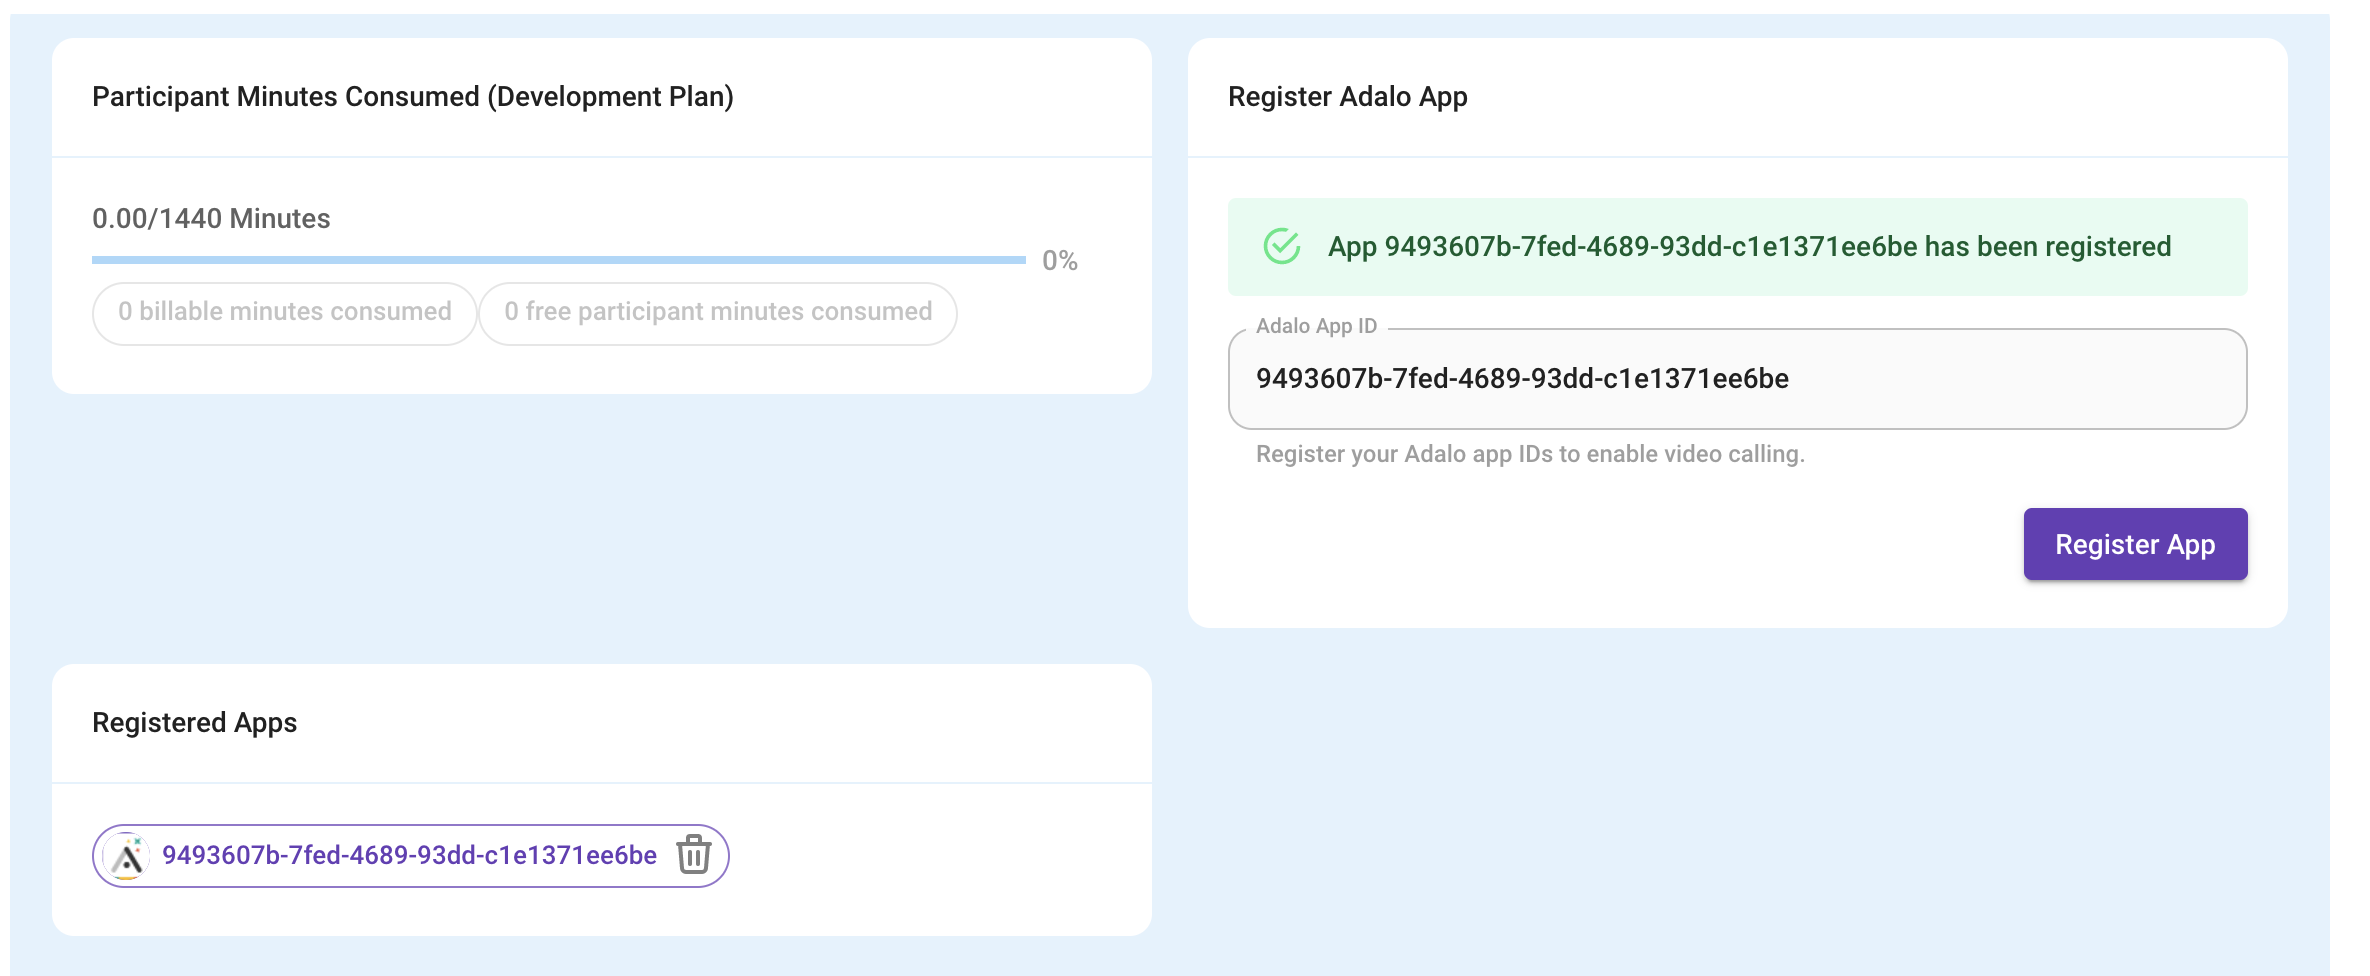 Participant Minutes Consumed (Development Plan)
0.00/1440 Minutes
0%
0 billable minutes consumed
0 free participant minutes consumed
Register Adalo App
App 9493607b-7fed-4689-93dd-c1e1371ee6be has been registered
Adalo App ID
9493607b-7fed-4689-93dd-c1e1371ee6be
Register your Adalo app IDs to enable video calling.
Register App
Registered Apps
9493607b-7fed-4689-93dd-c1e1371ee6be